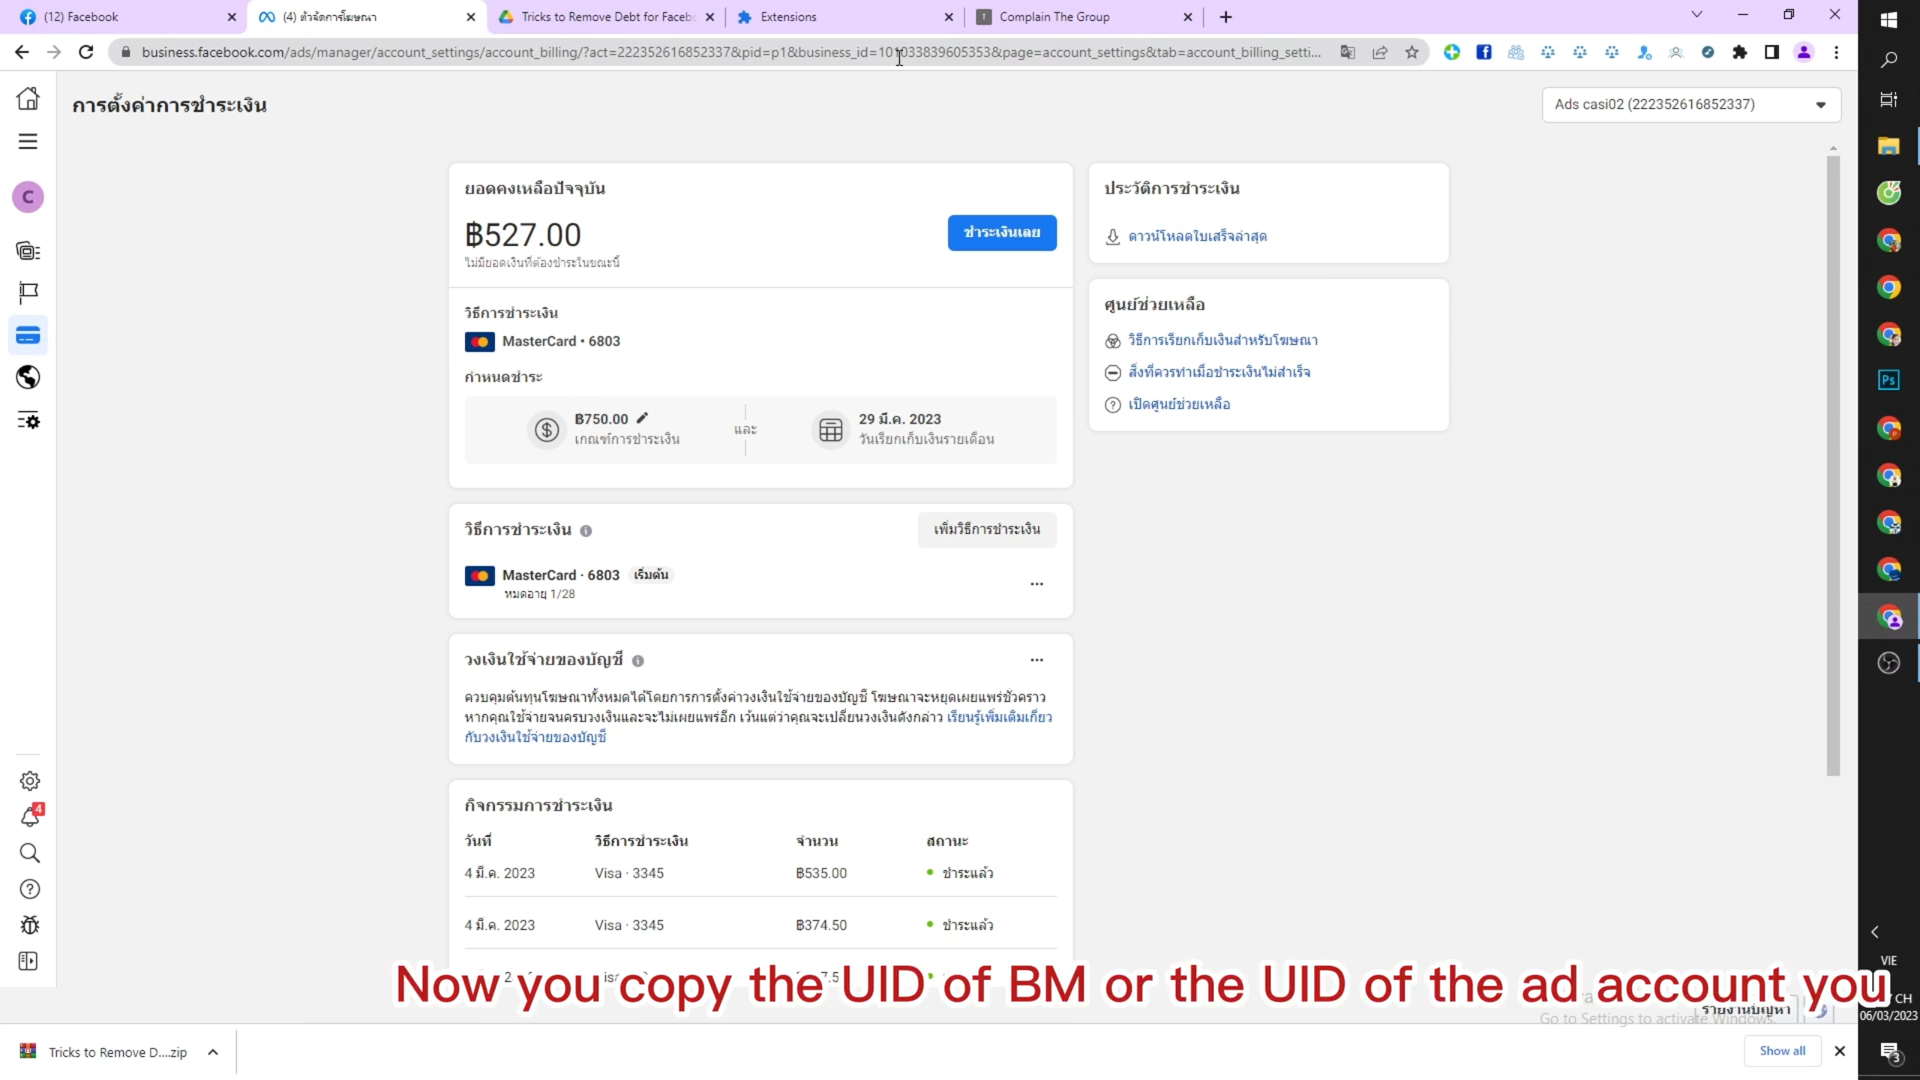 (12) Facebook
(4) ตัวจัดการโฆษณา
Tricks to Remove Debt for Faceb
Extensions
Complain The Group
business.facebook.com/ads/manager/account_settings/account_billing/?act=222352616852337&pid=p1&business_id=101033839605353&page=account_settings&tab=account_billing_setti...
การตั้งค่าการชำระเงิน
Ads casi02 (222352616852337)
C
ยอดคงเหลือปัจจุบัน
฿527.00
ชำระเงินเลย
ไม่มียอดเงินที่ต้องชำระในขณะนี้
วิธีการชำระเงิน
MasterCard • 6803
กำหนดชำระ
฿750.00
เกณฑ์การชำระเงิน
และ
29 มี.ค. 2023
วันเรียกเก็บเงินรายเดือน
ประวัติการชำระเงิน
ดาวน์โหลดใบเสร็จล่าสุด
ศูนย์ช่วยเหลือ
วิธีการเรียกเก็บเงินสำหรับโฆษณา
สิ่งที่ควรทำเมื่อชำระเงินไม่สำเร็จ
เปิดศูนย์ช่วยเหลือ
วิธีการชำระเงิน
เพิ่มวิธีการชำระเงิน
MasterCard · 6803 เริ่มต้น
หมดอายุ 1/28
วงเงินใช้จ่ายของบัญชี
ควบคุมต้นทุนโฆษณาทั้งหมดได้โดยการการตั้งค่าวงเงินใช้จ่ายของบัญชี โฆษณาจะหยุดเผยแพร่ชั่วคราว
หากคุณใช้จ่ายจนครบวงเงินและจะไม่เผยแพร่อีก เว้นแต่ว่าคุณจะเปลี่ยนวงเงินดังกล่าว เรียนรู้เพิ่มเติมเกี่ยว
กับวงเงินใช้จ่ายของบัญชี
กิจกรรมการชำระเงิน
วันที่ วิธีการชำระเงิน จำนวน สถานะ
4 มี.ค. 2023 Visa · 3345 ฿535.00 ชำระแล้ว
4 มี.ค. 2023 Visa · 3345 ฿374.50 ชำระแล้ว
Now you copy the UID of BM or the UID of the ad account you
รายงานปัญหา
Go to Settings to activate Windows.
4
Ps
VIE
CH
06/03/2023
3
Tricks to Remove D....zip
Show all